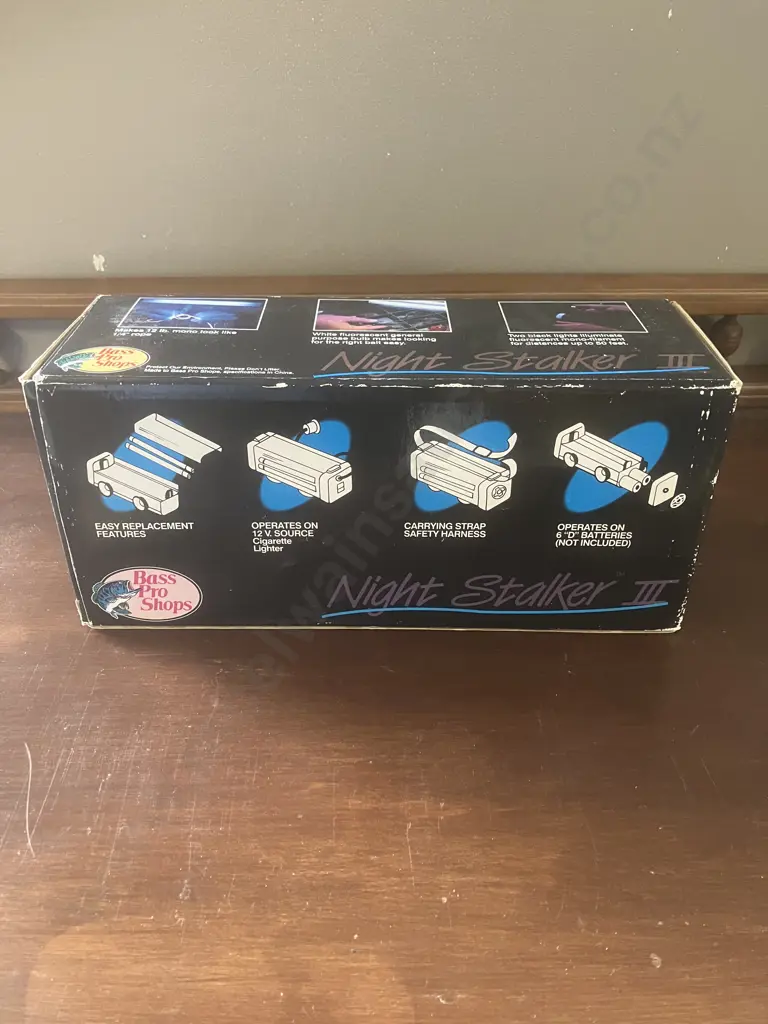 Makes 12 lb. mono look like
1/4" rope
White fluorescent general
purpose bulb makes looking
for the right bait easy.
Two black lights illuminate
fluorescent mono-filament
for distances up to 50 feet.
Bass
Pro
Shops
Protect Our Environment, Please Don't Litter.
Made to Bass Pro Shops, specifications in China.
Night Stalker III
EASY REPLACEMENT
FEATURES
OPERATES ON
12 V. SOURCE
Cigarette
Lighter
CARRYING STRAP
SAFETY HARNESS
OPERATES ON
6 "D" BATTERIES
(NOT INCLUDED)
Bass
Pro
Shops
Night Stalker III